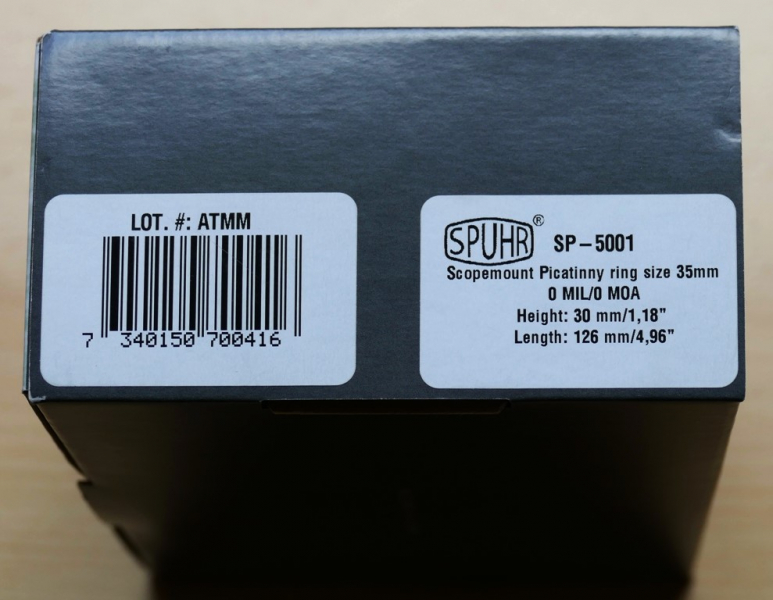 LOT. #: ATMM
7 340150 700416
SPUHR® SP-5001
Scopemount Picatinny ring size 35mm
0 MIL/0 MOA
Height: 30 mm/1,18"
Length: 126 mm/4,96"